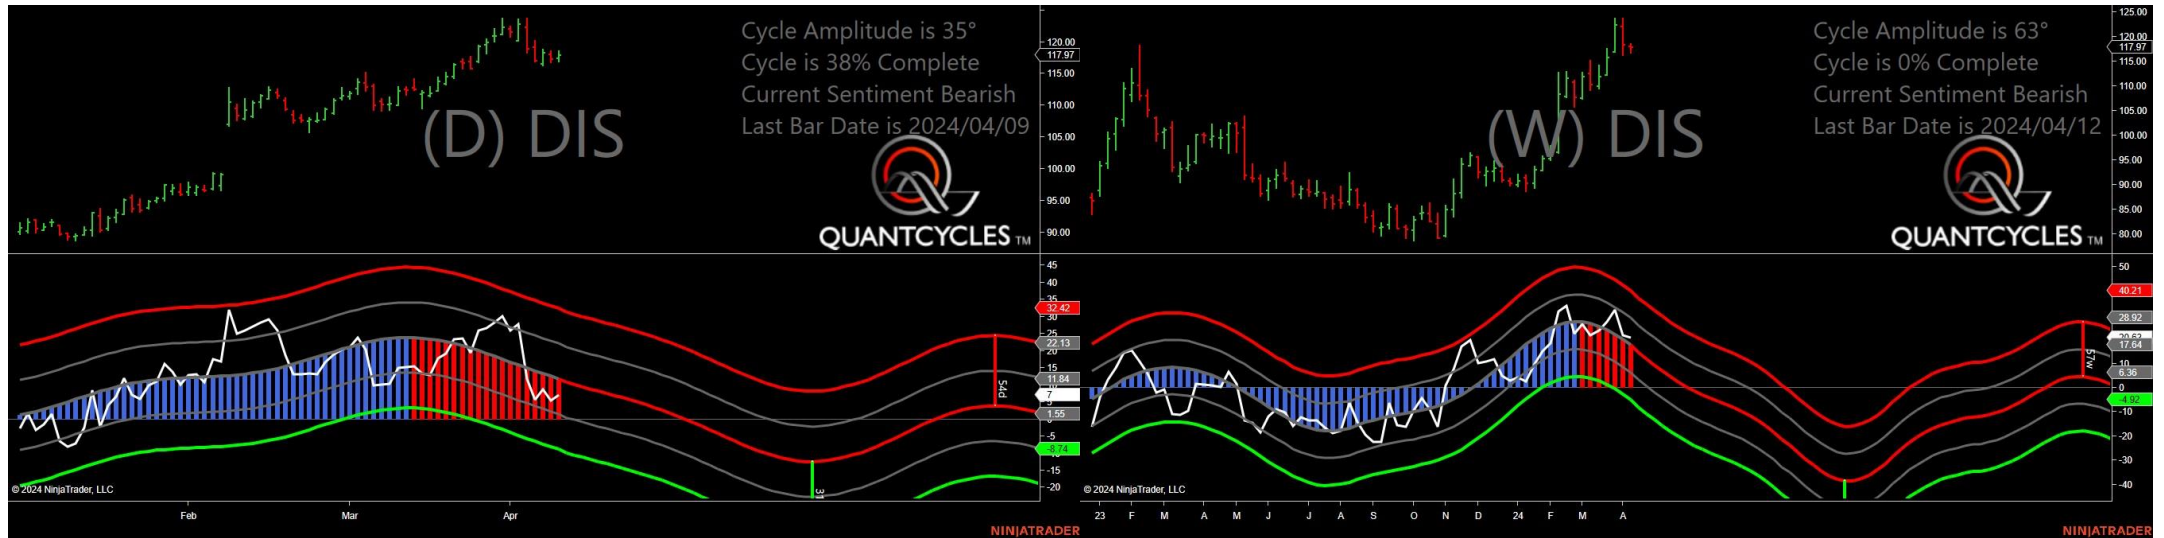 Cycle Amplitude is 35°
Cycle is 38% Complete
Current Sentiment Bearish
Last Bar Date is 2024/04/09
(D) DIS
QUANTCYCLES TM
120.00
117.97
115.00
110.00
105.00
100.00
95.00
90.00
45
40
35
32.42
30
25
22.13
20
15
11.84
10
7
5
1.55
-5
-8.74
-10
-15
-20
54d
31
© 2024 NinjaTrader, LLC
Feb Mar Apr
NINJATRADER
Cycle Amplitude is 63°
Cycle is 0% Complete
Current Sentiment Bearish
Last Bar Date is 2024/04/12
(W) DIS
QUANTCYCLES TM
125.00
120.00
117.97
115.00
110.00
105.00
100.00
95.00
90.00
85.00
80.00
50
40.21
28.92
20.62
17.64
10
6.36
0
-4.92
-10
-20
-30
-40
57w
© 2024 NinjaTrader, LLC
23 F M A M J J A S O N D 24 F M A
NINJATRADER